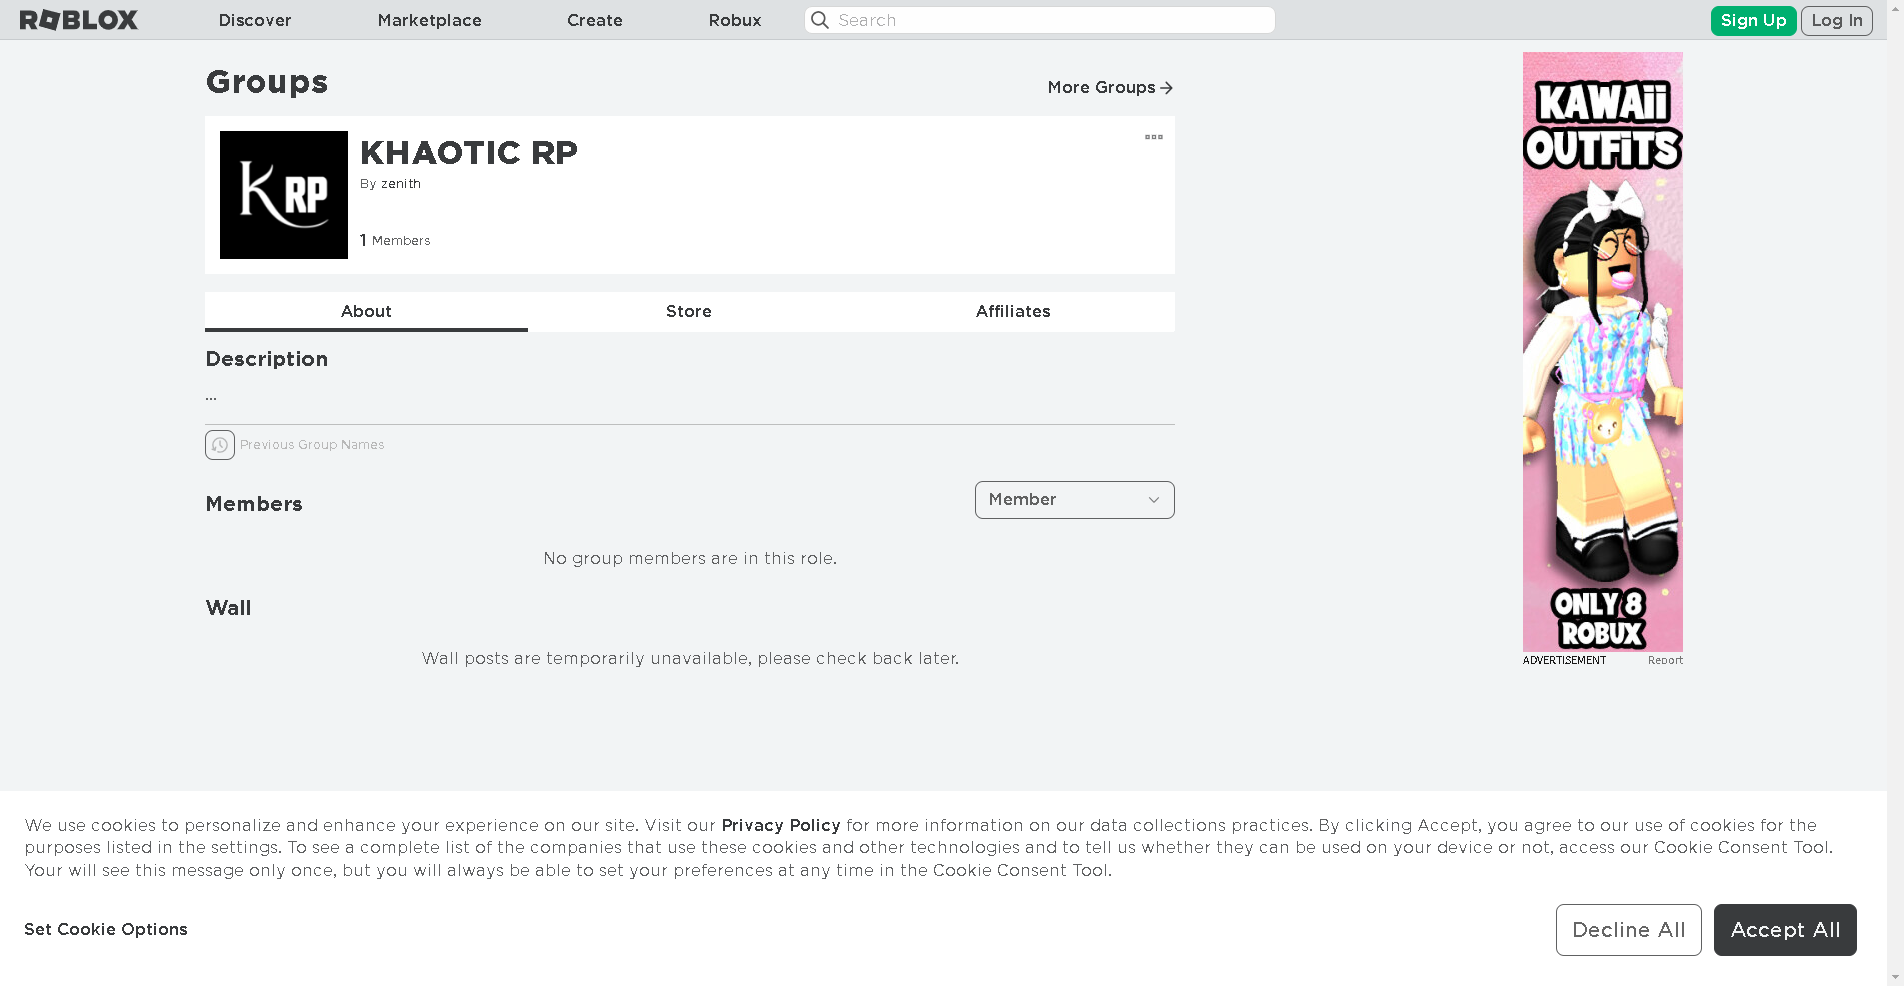 ROBLOX Discover Marketplace Create Robux Search Sign Up Log In
Groups
More Groups
K RP
KHAOTIC RP
By zenith
1 Members
About Store Affiliates
Description
...
Previous Group Names
Members
Member
No group members are in this role.
Wall
Wall posts are temporarily unavailable, please check back later.
KAWAii
OUTFiTS
ONLY 8
ROBUX
ADVERTISEMENT Report
We use cookies to personalize and enhance your experience on our site. Visit our Privacy Policy for more information on our data collections practices. By clicking Accept, you agree to our use of cookies for the
purposes listed in the settings. To see a complete list of the companies that use these cookies and other technologies and to tell us whether they can be used on your device or not, access our Cookie Consent Tool.
Your will see this message only once, but you will always be able to set your preferences at any time in the Cookie Consent Tool.
Set Cookie Options
Decline All Accept All